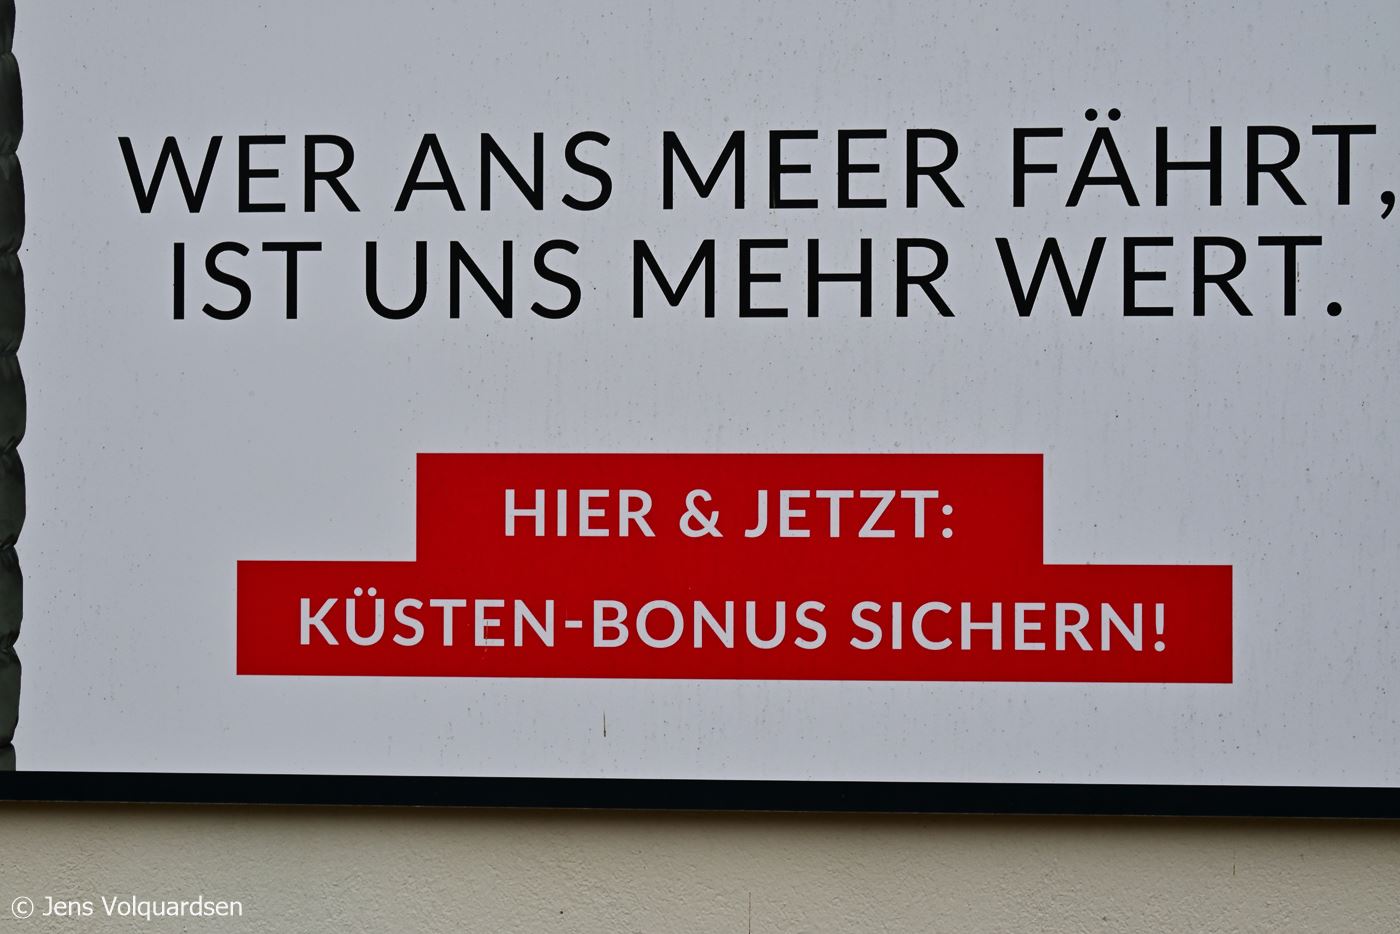 WER ANS MEER FÄHRT,
IST UNS MEHR WERT.
HIER & JETZT:
KÜSTEN-BONUS SICHERN!
© Jens Volquardsen